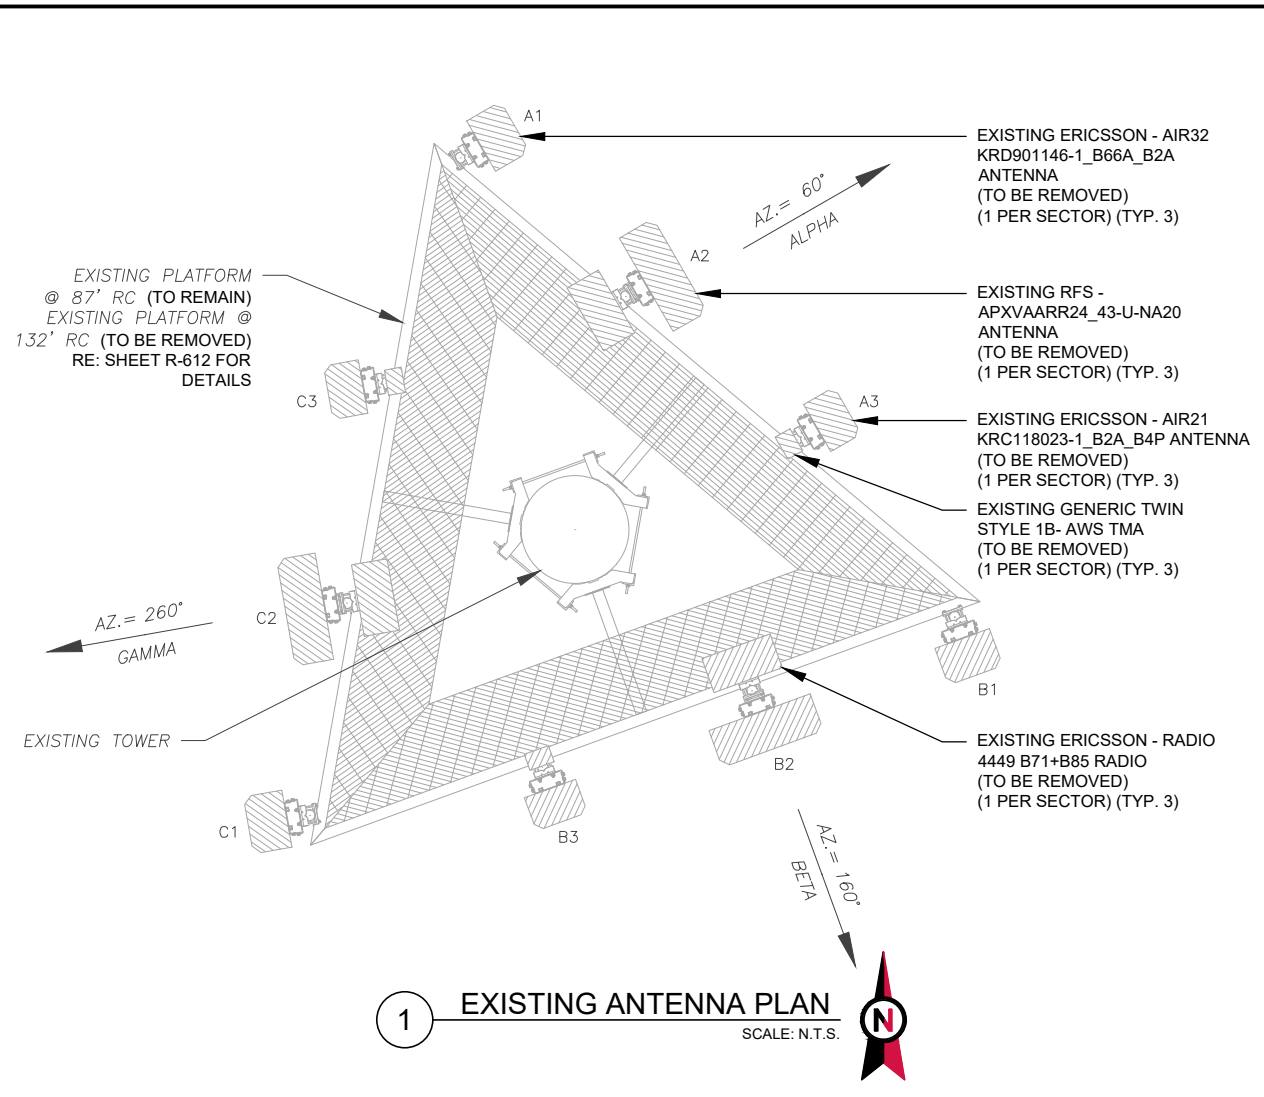 A1
EXISTING ERICSSON - AIR32
KRD901146-1_B66A_B2A
ANTENNA
(TO BE REMOVED)
(1 PER SECTOR) (TYP. 3)
AZ.= 60°
ALPHA
A2
EXISTING PLATFORM
@ 87' RC (TO REMAIN)
EXISTING PLATFORM @
132' RC (TO BE REMOVED)
RE: SHEET R-612 FOR
DETAILS
EXISTING RFS -
APXVAARR24_43-U-NA20
ANTENNA
(TO BE REMOVED)
(1 PER SECTOR) (TYP. 3)
C3
A3
EXISTING ERICSSON - AIR21
KRC118023-1_B2A_B4P ANTENNA
(TO BE REMOVED)
(1 PER SECTOR) (TYP. 3)
EXISTING GENERIC TWIN
STYLE 1B- AWS TMA
(TO BE REMOVED)
(1 PER SECTOR) (TYP. 3)
AZ.= 260°
GAMMA
C2
B1
EXISTING TOWER
EXISTING ERICSSON - RADIO
4449 B71+B85 RADIO
(TO BE REMOVED)
(1 PER SECTOR) (TYP. 3)
B2
C1
B3
AZ.= 160°
BETA
1
EXISTING ANTENNA PLAN
SCALE: N.T.S.
N